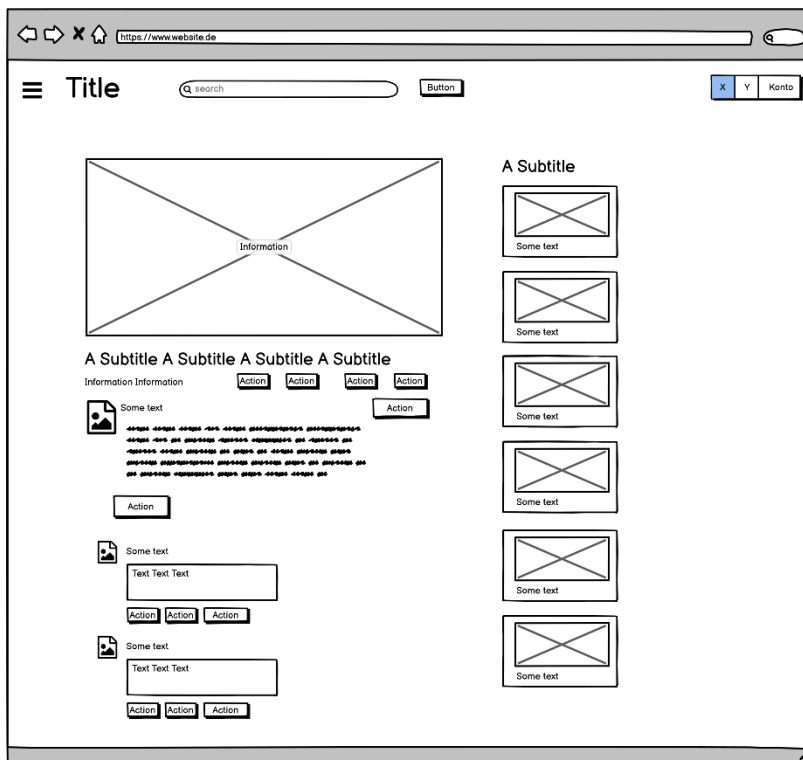 https://www.website.de
Title
search
Button
X
Y
Konto
Information
A Subtitle A Subtitle A Subtitle A Subtitle
Information Information
Action
Action
Action
Action
Some text
Action
Action
Some text
Text Text Text
Action
Action
Action
Some text
Text Text Text
Action
Action
Action
A Subtitle
Some text
Some text
Some text
Some text
Some text
Some text